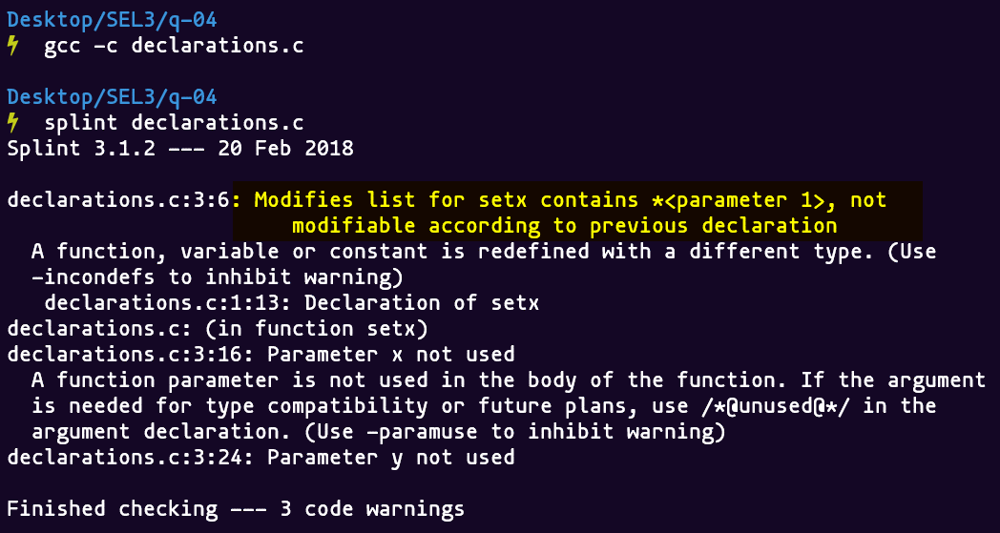 Desktop/SEL3/q-04
⚡ gcc -c declarations.c
Desktop/SEL3/q-04
⚡ splint declarations.c
Splint 3.1.2 --- 20 Feb 2018
declarations.c:3:6: Modifies list for setx contains *<parameter 1>, not
modifiable according to previous declaration
A function, variable or constant is redefined with a different type. (Use
-incondefs to inhibit warning)
declarations.c:1:13: Declaration of setx
declarations.c: (in function setx)
declarations.c:3:16: Parameter x not used
A function parameter is not used in the body of the function. If the argument
is needed for type compatibility or future plans, use /*@unused@*/ in the
argument declaration. (Use -paramuse to inhibit warning)
declarations.c:3:24: Parameter y not used
Finished checking --- 3 code warnings